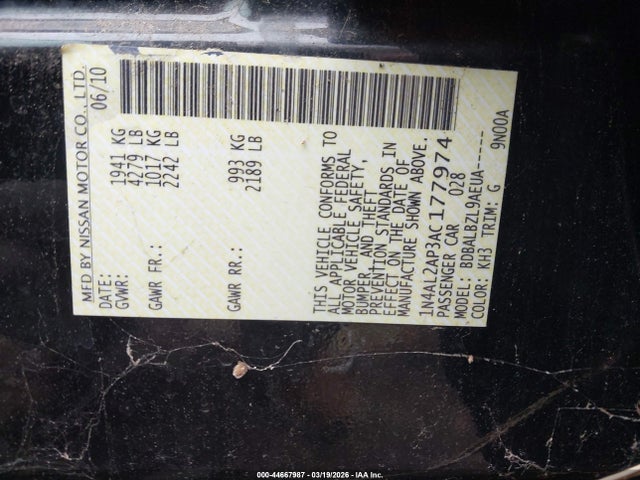 MFD BY NISSAN MOTOR CO., LTD.
DATE: 06/10
GVWR: 1941 KG
4279 LB
GAWR FR.: 1017 KG
2242 LB
GAWR RR.: 993 KG
2189 LB
THIS VEHICLE CONFORMS TO
ALL APPLICABLE FEDERAL
MOTOR VEHICLE SAFETY,
BUMPER, AND THEFT
PREVENTION STANDARDS IN
EFFECT ON THE DATE OF
MANUFACTURE SHOWN ABOVE.
1N4AL2AP3AC177974
PASSENGER CAR 028
MODEL: BDBALBZL9AEUA------
COLOR: KH3 TRIM: G 9N00A
000-44667987 - 03/19/2026 - IAA Inc.